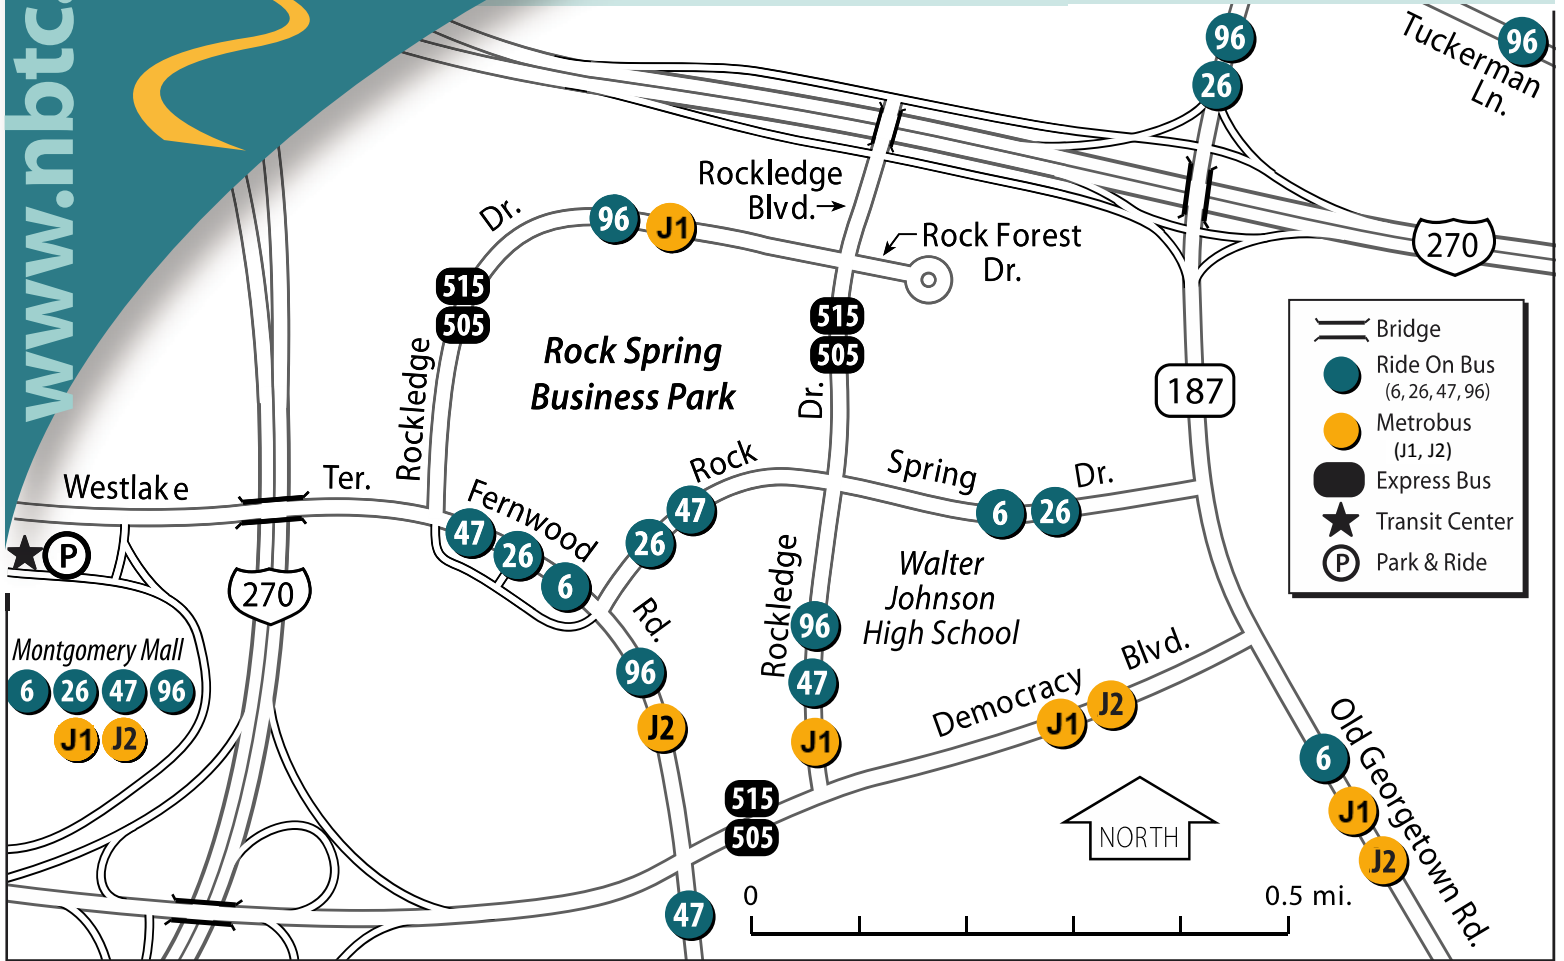 www.nbtc.
96
26
96
Tuckerman
Ln.
270
Rockledge
Blvd.
Rock Forest
Dr.
Dr.
96
J1
515
505
Rockledge
Rock Spring
Business Park
515
505
Dr.
187
Bridge
Ride On Bus
(6, 26, 47, 96)
Metrobus
(J1, J2)
Express Bus
Transit Center
P
Park & Ride
Westlake
Ter.
Fernwood
Rd.
47
26
6
Rock
Spring
Dr.
26
47
6
26
P
270
Montgomery Mall
6
26
47
96
J1
J2
Walter
Johnson
High School
Rockledge
96
47
J1
96
J2
Democracy
Blvd.
J1
J2
515
505
47
Old Georgetown Rd.
6
J1
J2
NORTH
0
0.5 mi.